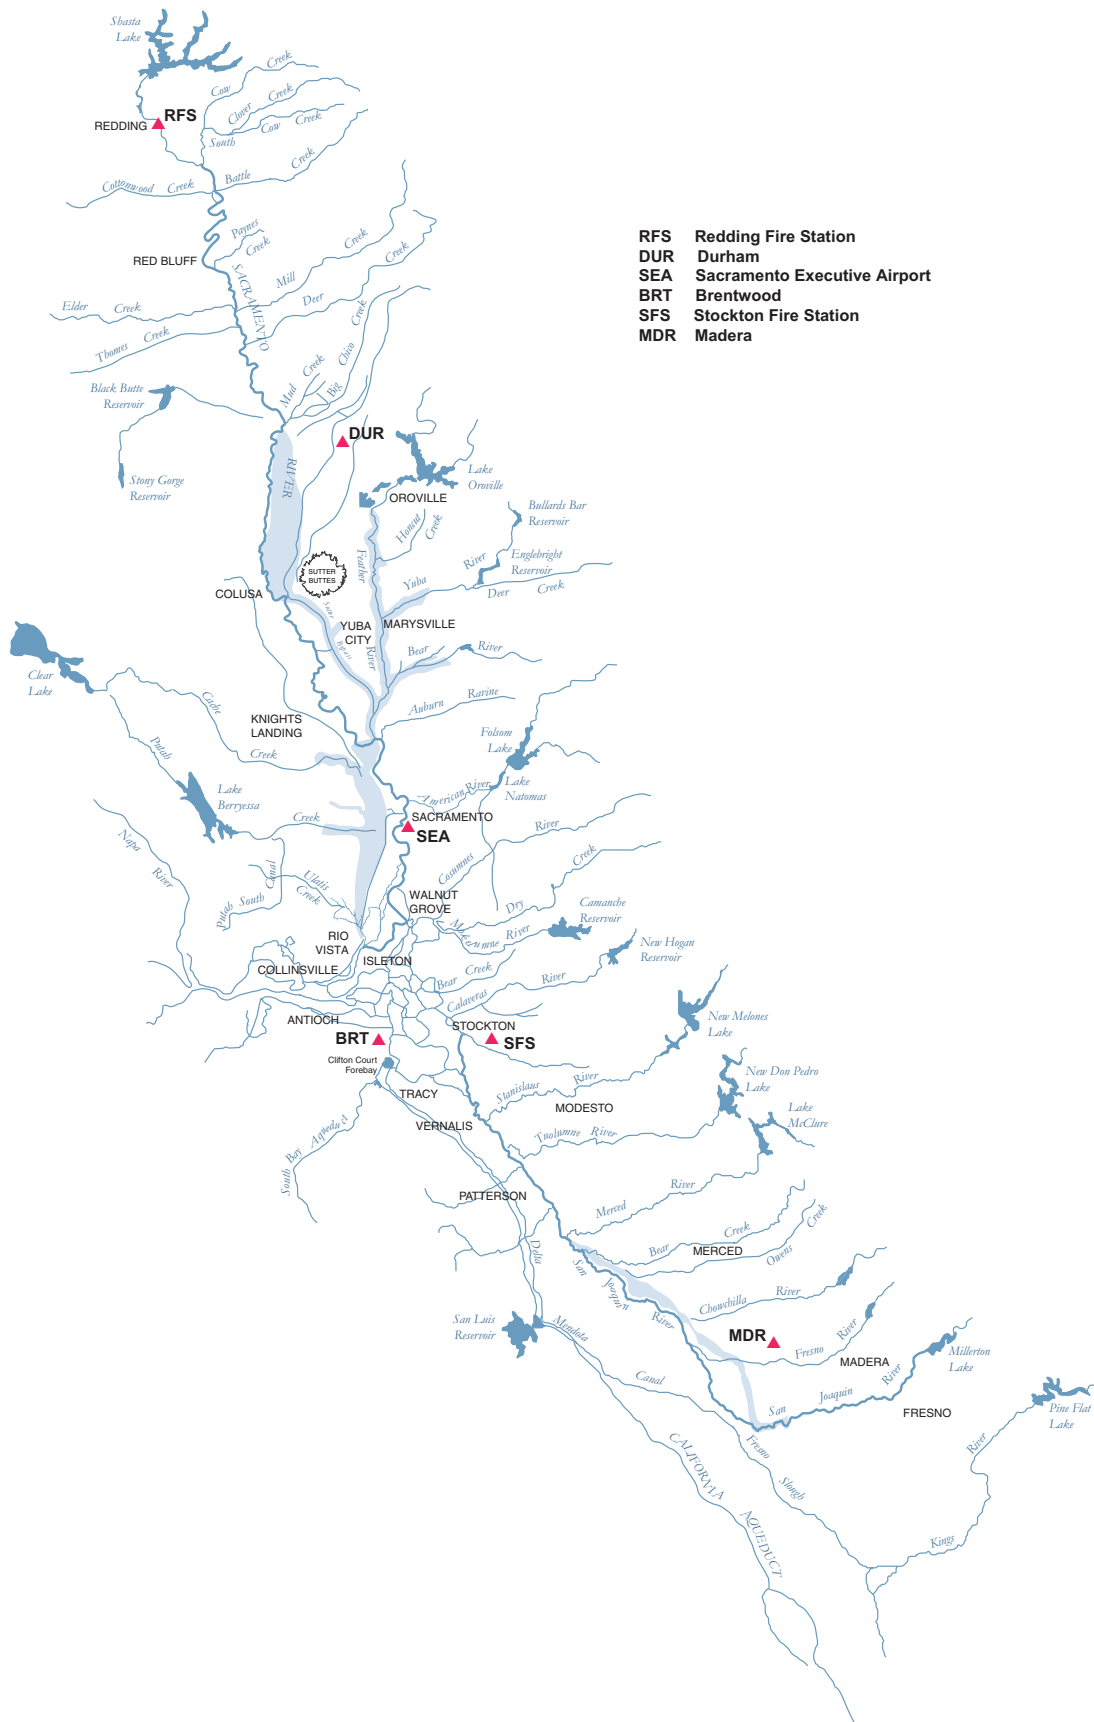 Shasta
Lake
Cow
Creek
Clover
Creek
Cow
Creek
South
RFS
REDDING
Cottonwood
Creek
Battle
Creek
Paynes
Creek
RED BLUFF
SACRAMENTO
RIVER
Mill
Creek
Deer
Creek
Elder
Creek
Thomes
Creek
RFS Redding Fire Station
DUR Durham
SEA Sacramento Executive Airport
BRT Brentwood
SFS Stockton Fire Station
MDR Madera
Mud
Creek
Big
Chico
Creek
Black Butte
Reservoir
Stony Gorge
Reservoir
DUR
Lake
Oroville
OROVILLE
Honcut
Creek
Bullards Bar
Reservoir
Englebright
Reservoir
Feather
River
Yuba
River
Deer
Creek
SUTTER
BUTTES
COLUSA
Sutter
Bypass
YUBA
CITY
MARYSVILLE
Bear
River
Auburn
Ravine
Clear
Lake
Cache
Creek
KNIGHTS
LANDING
Putah
Creek
Lake
Berryessa
Folsom
Lake
Lake
Natomas
American River
SACRAMENTO
SEA
Napa
River
Putah South
Canal
Ulatis
Creek
Cosumnes
River
Dry
Creek
WALNUT
GROVE
Mokelumne
River
Camanche
Reservoir
New Hogan
Reservoir
RIO
VISTA
ISLETON
COLLINSVILLE
Bear
Creek
Calaveras
River
ANTIOCH
BRT
STOCKTON
SFS
New Melones
Lake
Clifton Court
Forebay
TRACY
Stanislaus
River
MODESTO
New Don Pedro
Lake
Lake
McClure
VERNALIS
Tuolumne
River
South
Bay
Aqueduct
PATTERSON
Merced
River
Bear
Creek
MERCED
Owens
Creek
Delta
Mendota
Canal
San
Joaquin
River
Chowchilla
River
San Luis
Reservoir
MDR
Fresno
River
MADERA
Millerton
Lake
San
Joaquin
River
FRESNO
Pine Flat
Lake
Fresno
Slough
River
Kings
CALIFORNIA
AQUEDUCT